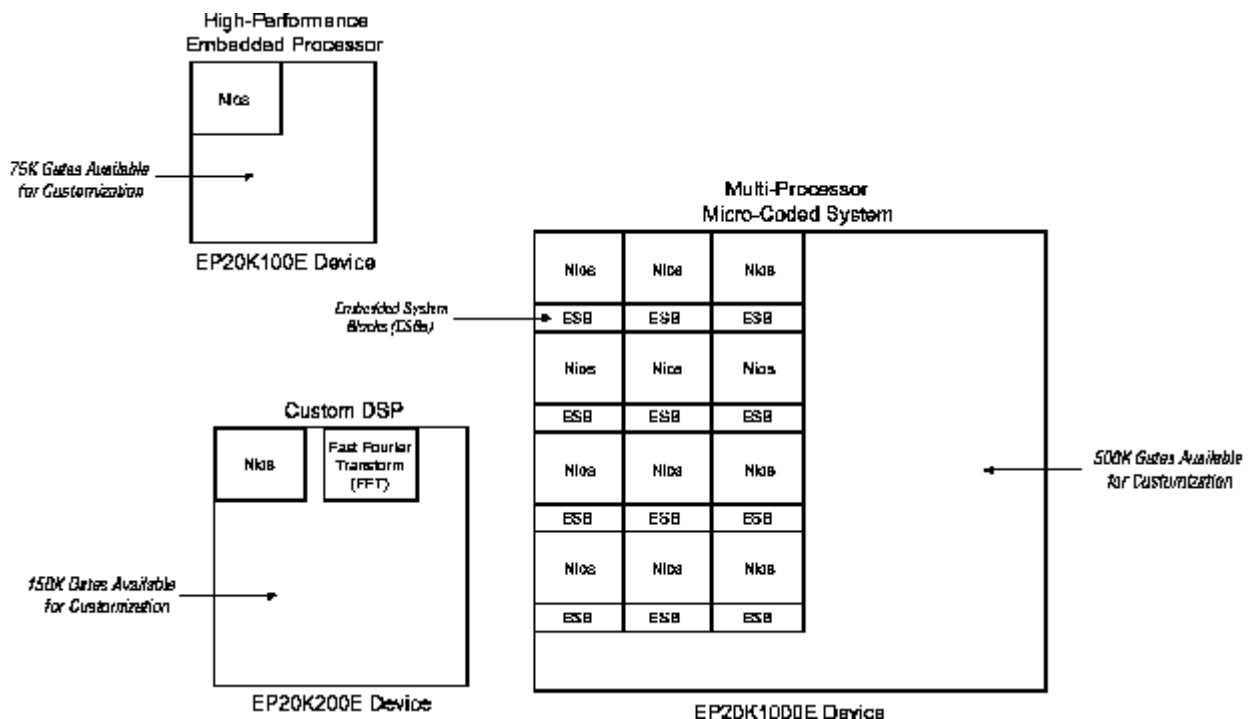 High-Performance
Embedded Processor
Nios
75K Gates Available
for Customization
EP20K100E Device
Multi-Processor
Micro-Coded System
Nios Nios Nios
Embedded System
Blocks (ESBs)
ESB ESB ESB
Nios Nios Nios
ESB ESB ESB
Nios Nios Nios
ESB ESB ESB
Nios Nios Nios
ESB ESB ESB
500K Gates Available
for Customization
EP20K1000E Device
Custom DSP
Nios
Fast Fourier
Transform
(FFT)
150K Gates Available
for Customization
EP20K200E Device